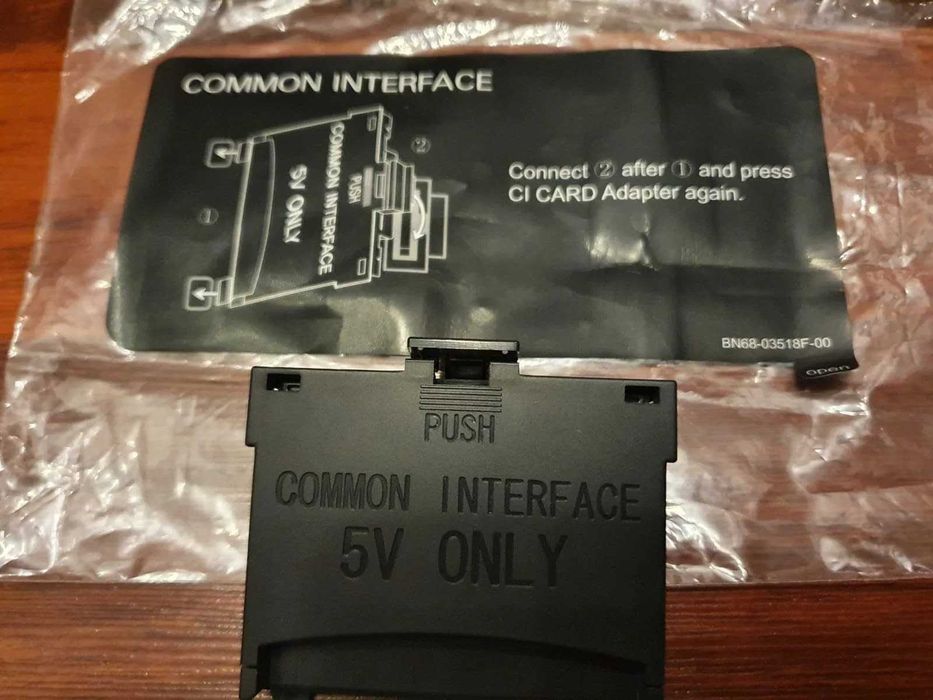 COMMON INTERFACE
①
②
PUSH
COMMON INTERFACE
5V ONLY
Connect ② after ① and press
CI CARD Adapter again.
BN68-03518F-00
open
PUSH
COMMON INTERFACE
5V ONLY